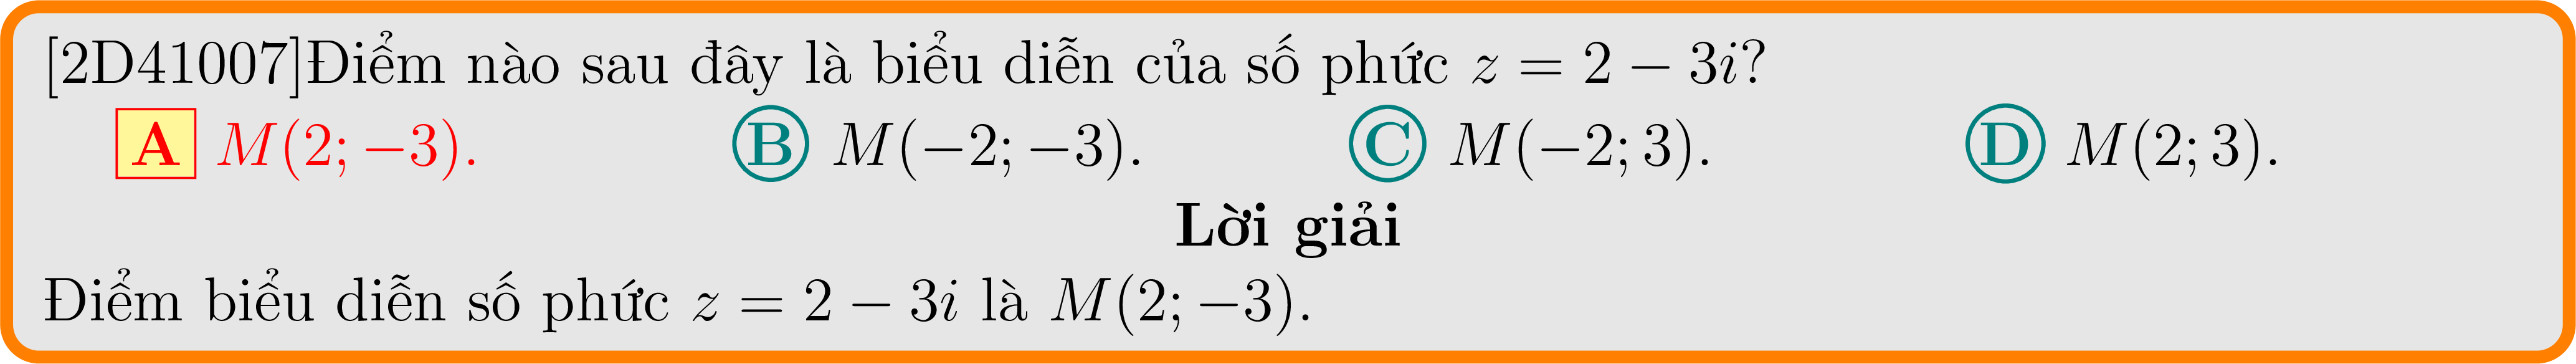 [2D41007]Điểm nào sau đây là biểu diễn của số phức z = 2 − 3i?
A M(2; −3). B M(−2; −3). C M(−2; 3). D M(2; 3).
Lời giải
Điểm biểu diễn số phức z = 2 − 3i là M(2; −3).